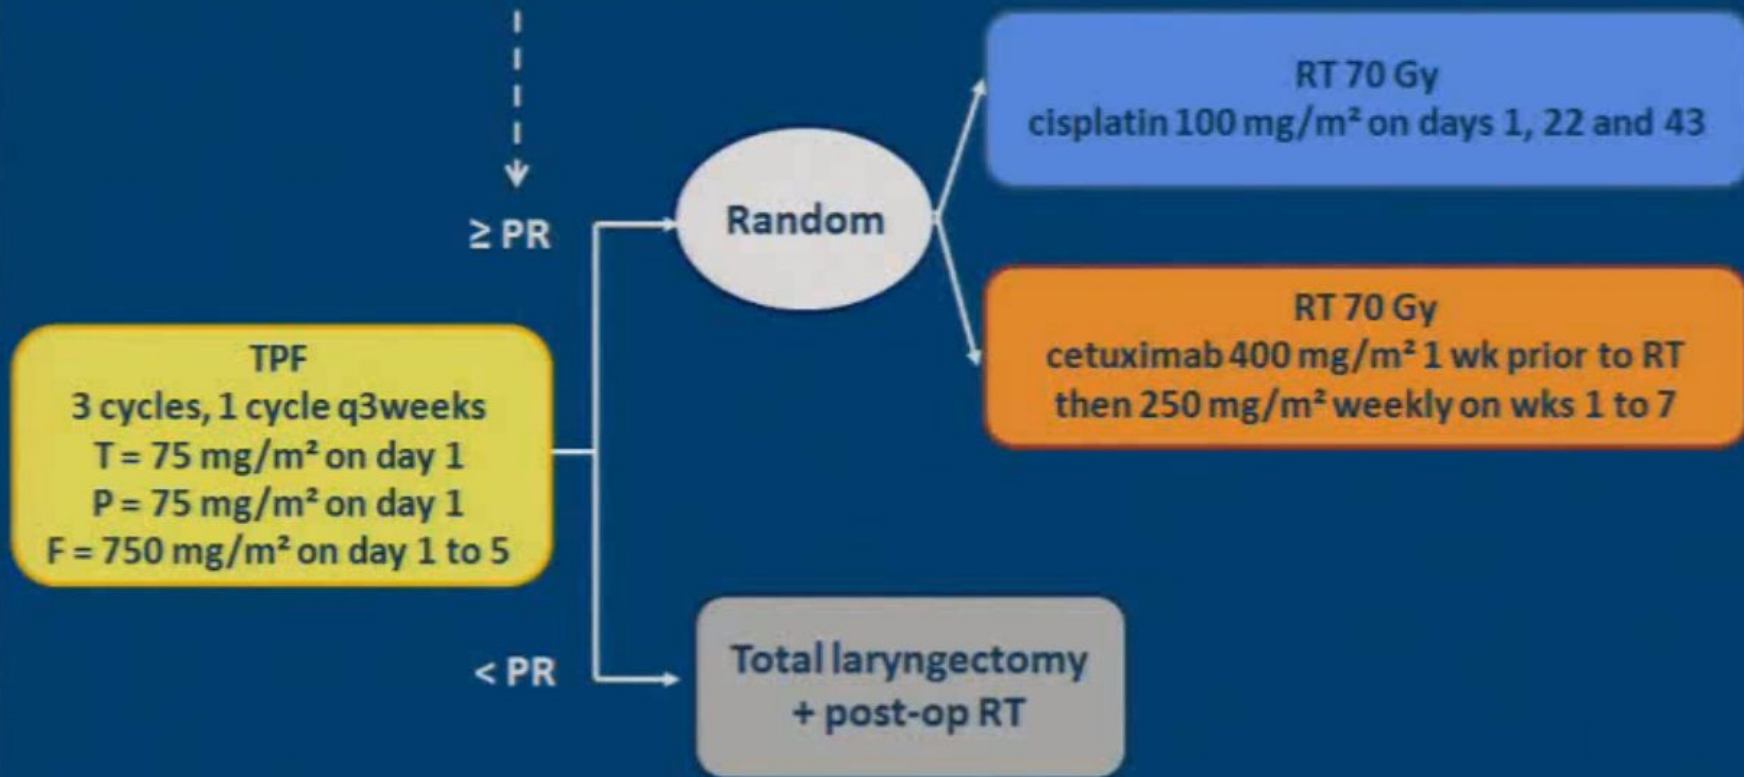 RT 70 Gy
cisplatin 100 mg/m² on days 1, 22 and 43
Random
≥ PR
RT 70 Gy
cetuximab 400 mg/m² 1 wk prior to RT
then 250 mg/m² weekly on wks 1 to 7
TPF
3 cycles, 1 cycle q3weeks
T = 75 mg/m² on day 1
P = 75 mg/m² on day 1
F = 750 mg/m² on day 1 to 5
< PR
Total laryngectomy
+ post-op RT